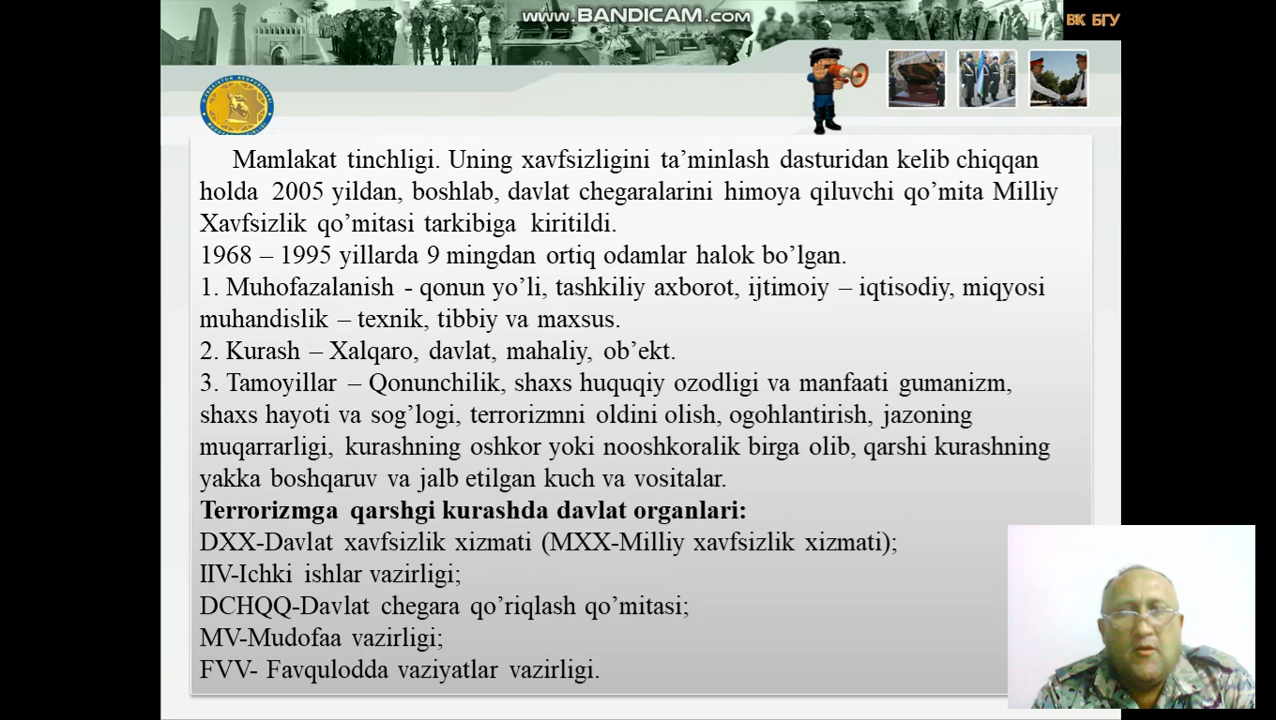 www.BANDICAM.com
ВК БГУ
Mamlakat tinchligi. Uning xavfsizligini ta’minlash dasturidan kelib chiqqan
holda 2005 yildan, boshlab, davlat chegaralarini himoya qiluvchi qo’mita Milliy
Xavfsizlik qo’mitasi tarkibiga kiritildi.
1968 – 1995 yillarda 9 mingdan ortiq odamlar halok bo’lgan.
1. Muhofazalanish - qonun yo’li, tashkiliy axborot, ijtimoiy – iqtisodiy, miqyosi
muhandislik – texnik, tibbiy va maxsus.
2. Kurash – Xalqaro, davlat, mahaliy, ob’ekt.
3. Tamoyillar – Qonunchilik, shaxs huquqiy ozodligi va manfaati gumanizm,
shaxs hayoti va sog’logi, terrorizmni oldini olish, ogohlantirish, jazoning
muqarrarligi, kurashning oshkor yoki nooshkoralik birga olib, qarshi kurashning
yakka boshqaruv va jalb etilgan kuch va vositalar.
Terrorizmga qarshgi kurashda davlat organlari:
DXX-Davlat xavfsizlik xizmati (MXX-Milliy xavfsizlik xizmati);
IIV-Ichki ishlar vazirligi;
DCHQQ-Davlat chegara qo’riqlash qo’mitasi;
MV-Mudofaa vazirligi;
FVV- Favqulodda vaziyatlar vazirligi.